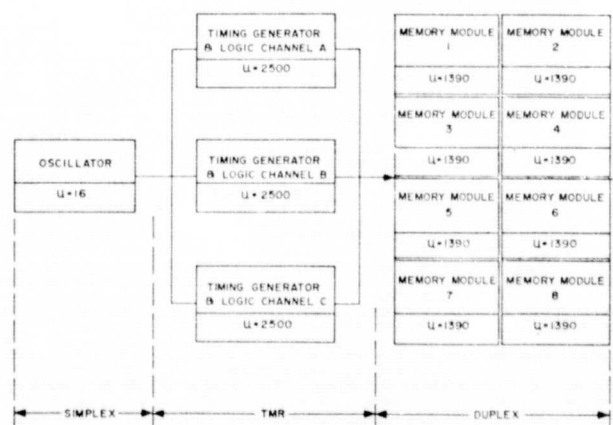 OSCILLATOR
u=16
TIMING GENERATOR
& LOGIC CHANNEL A
u=2500
TIMING GENERATOR
& LOGIC CHANNEL B
u=2500
TIMING GENERATOR
& LOGIC CHANNEL C
u=2500
MEMORY MODULE
1
u=1390
MEMORY MODULE
2
u=1390
MEMORY MODULE
3
u=1390
MEMORY MODULE
4
u=1390
MEMORY MODULE
5
u=1390
MEMORY MODULE
6
u=1390
MEMORY MODULE
7
u=1390
MEMORY MODULE
8
u=1390
SIMPLEX
TMR
DUPLEX